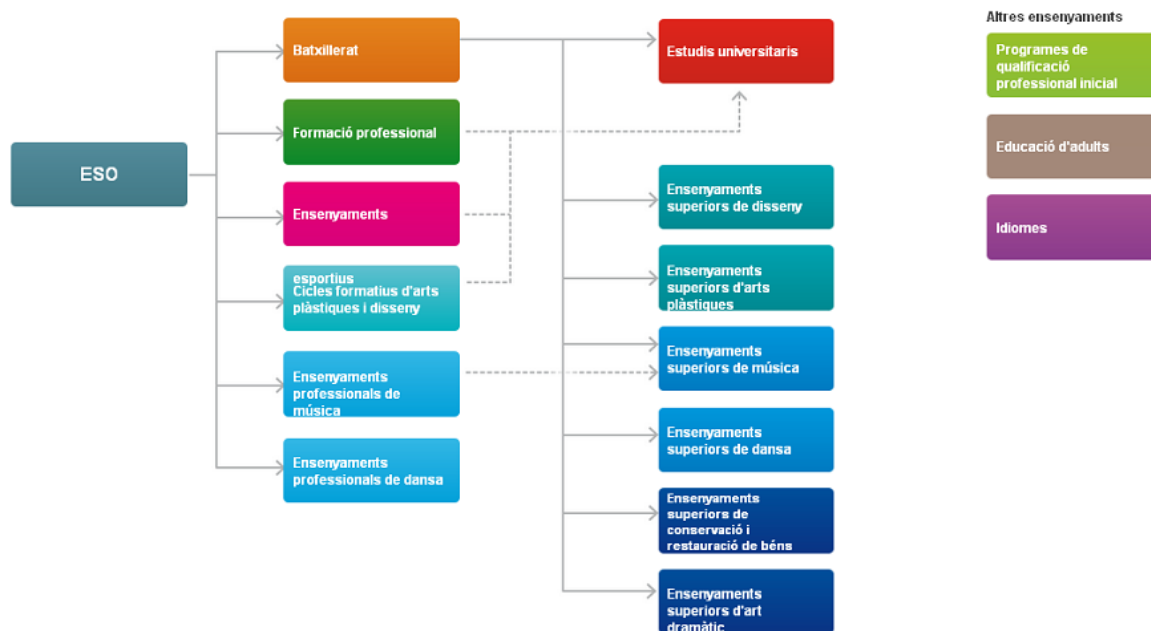 ESO
Batxillerat
Formació professional
Ensenyaments
esportius
Cicles formatius d'arts
plàstiques i disseny
Ensenyaments
professionals de
música
Ensenyaments
professionals de dansa
Estudis universitaris
Ensenyaments
superiors de disseny
Ensenyaments
superiors d'arts
plàstiques
Ensenyaments
superiors de música
Ensenyaments
superiors de dansa
Ensenyaments
superiors de
conservació i
restauració de béns
Ensenyaments
superiors d'art
dramàtic
Altres ensenyaments
Programes de
qualificació
professional inicial
Educació d'adults
Idiomes